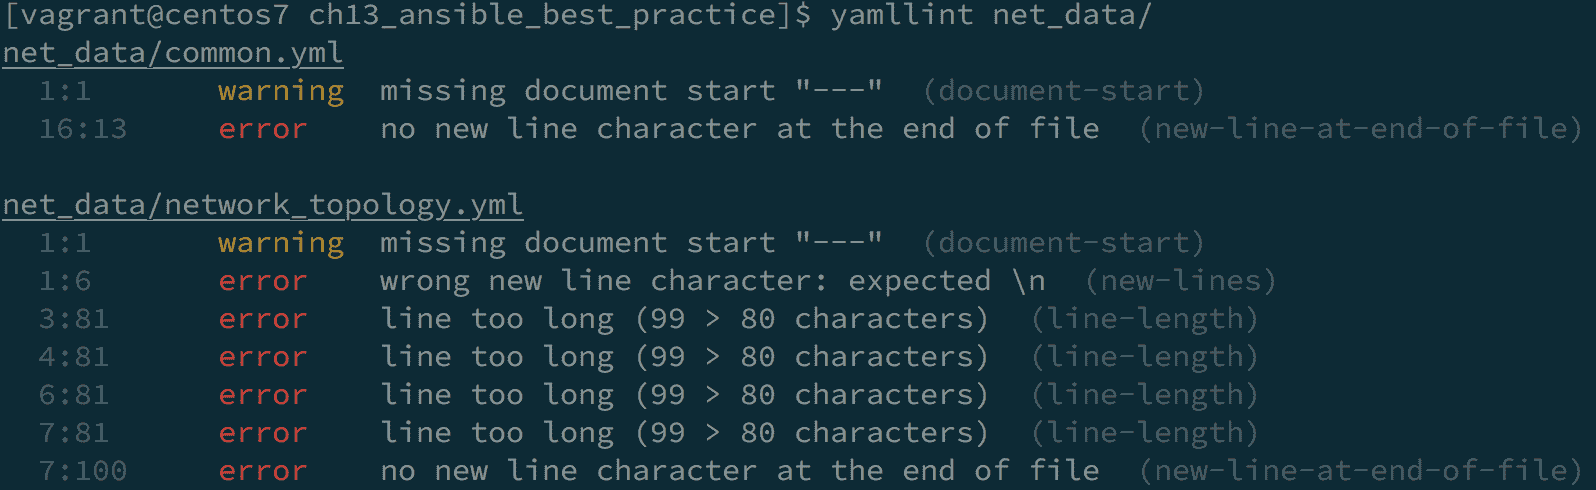 [vagrant@centos7 ch13_ansible_best_practice]$ yamllint net_data/
net_data/common.yml
1:1 warning missing document start "---" (document-start)
16:13 error no new line character at the end of file (new-line-at-end-of-file)
net_data/network_topology.yml
1:1 warning missing document start "---" (document-start)
1:6 error wrong new line character: expected \n (new-lines)
3:81 error line too long (99 > 80 characters) (line-length)
4:81 error line too long (99 > 80 characters) (line-length)
6:81 error line too long (99 > 80 characters) (line-length)
7:81 error line too long (99 > 80 characters) (line-length)
7:100 error no new line character at the end of file (new-line-at-end-of-file)